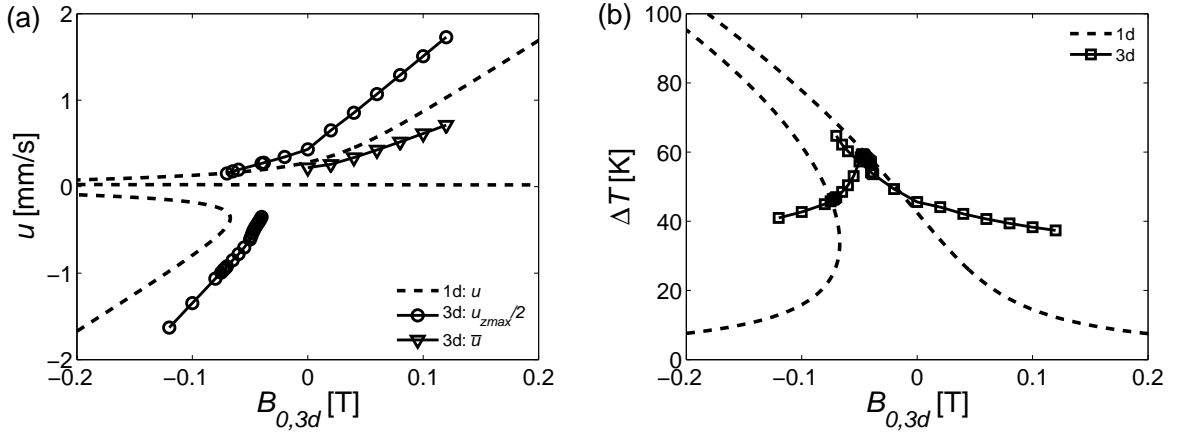 (a)
2
1
0
−1
−2
u [mm/s]
−0.2
−0.1
0
0.1
0.2
B0,3d [T]
1d: u
3d: uzmax/2
3d: u̅
(b)
100
80
60
40
20
0
ΔT [K]
−0.2
−0.1
0
0.1
0.2
B0,3d [T]
1d
3d